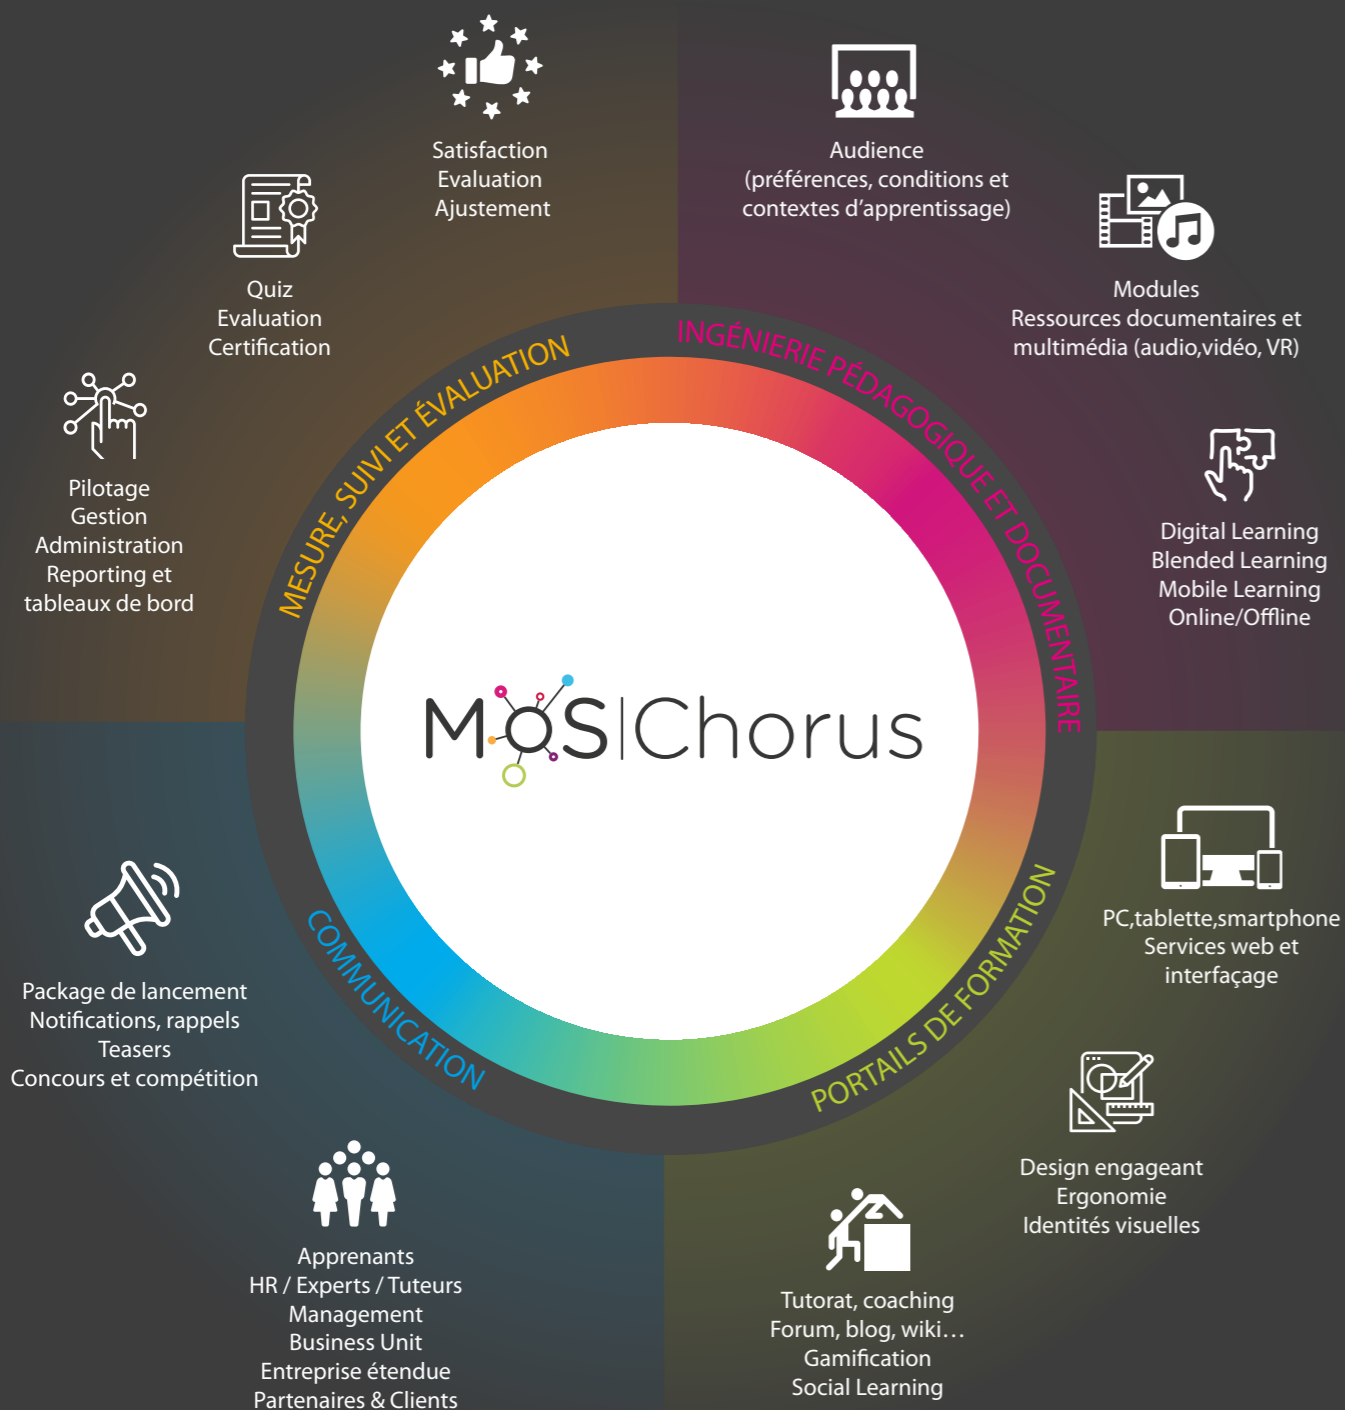 Satisfaction
Evaluation
Ajustement
Audience
(préférences, conditions et
contextes d'apprentissage)
Quiz
Evaluation
Certification
Modules
Ressources documentaires et
multimédia (audio,vidéo, VR)
Pilotage
Gestion
Administration
Reporting et
tableaux de bord
Digital Learning
Blended Learning
Mobile Learning
Online/Offline
MESURE, SUIVI ET ÉVALUATION
INGÉNIERIE PÉDAGOGIQUE ET DOCUMENTAIRE
MOS|Chorus
COMMUNICATION
PORTAILS DE FORMATION
PC,tablette,smartphone
Services web et
interfaçage
Package de lancement
Notifications, rappels
Teasers
Concours et compétition
Design engageant
Ergonomie
Identités visuelles
Apprenants
HR / Experts / Tuteurs
Management
Business Unit
Entreprise étendue
Partenaires & Clients
Tutorat, coaching
Forum, blog, wiki…
Gamification
Social Learning